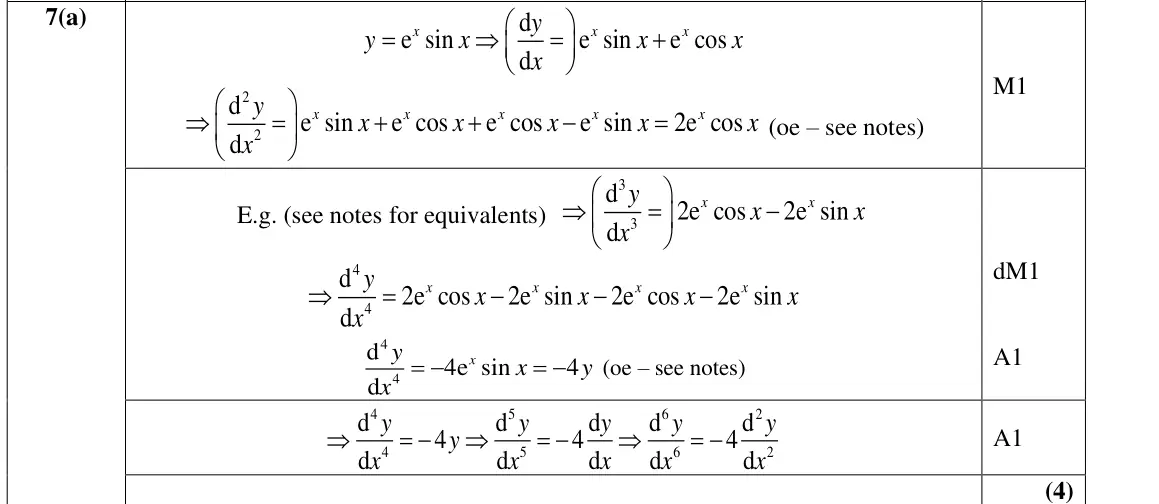 7(a)
y = e^x sin x ⇒ (dy/dx =) e^x sin x + e^x cos x
M1
⇒ (d²y/dx² =) e^x sin x + e^x cos x + e^x cos x − e^x sin x = 2e^x cos x (oe – see notes)
E.g. (see notes for equivalents) ⇒ (d³y/dx³ =) 2e^x cos x − 2e^x sin x
dM1
⇒ d⁴y/dx⁴ = 2e^x cos x − 2e^x sin x − 2e^x cos x − 2e^x sin x
d⁴y/dx⁴ = −4e^x sin x = −4y (oe – see notes)
A1
⇒ d⁴y/dx⁴ = −4y ⇒ d⁵y/dx⁵ = −4 dy/dx ⇒ d⁶y/dx⁶ = −4 d²y/dx²
A1
(4)